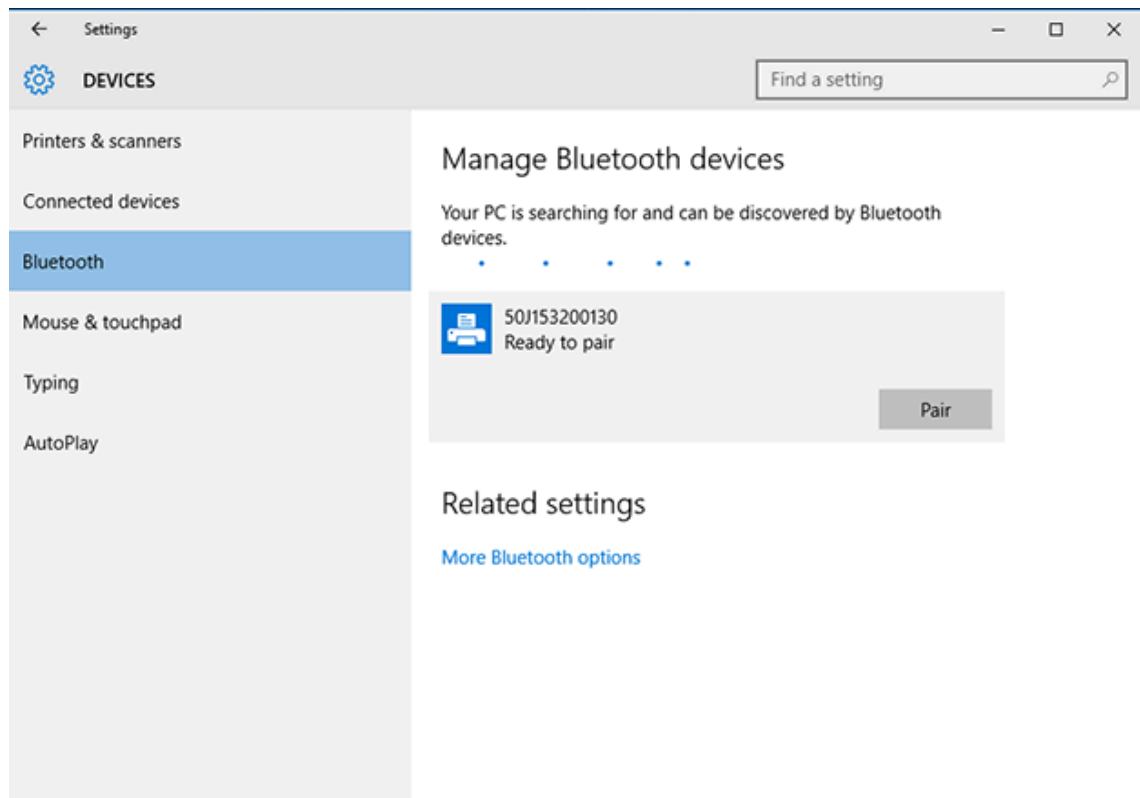 Settings
DEVICES
Find a setting
Printers & scanners
Connected devices
Bluetooth
Mouse & touchpad
Typing
AutoPlay
Manage Bluetooth devices
Your PC is searching for and can be discovered by Bluetooth
devices.
50J153200130
Ready to pair
Pair
Related settings
More Bluetooth options